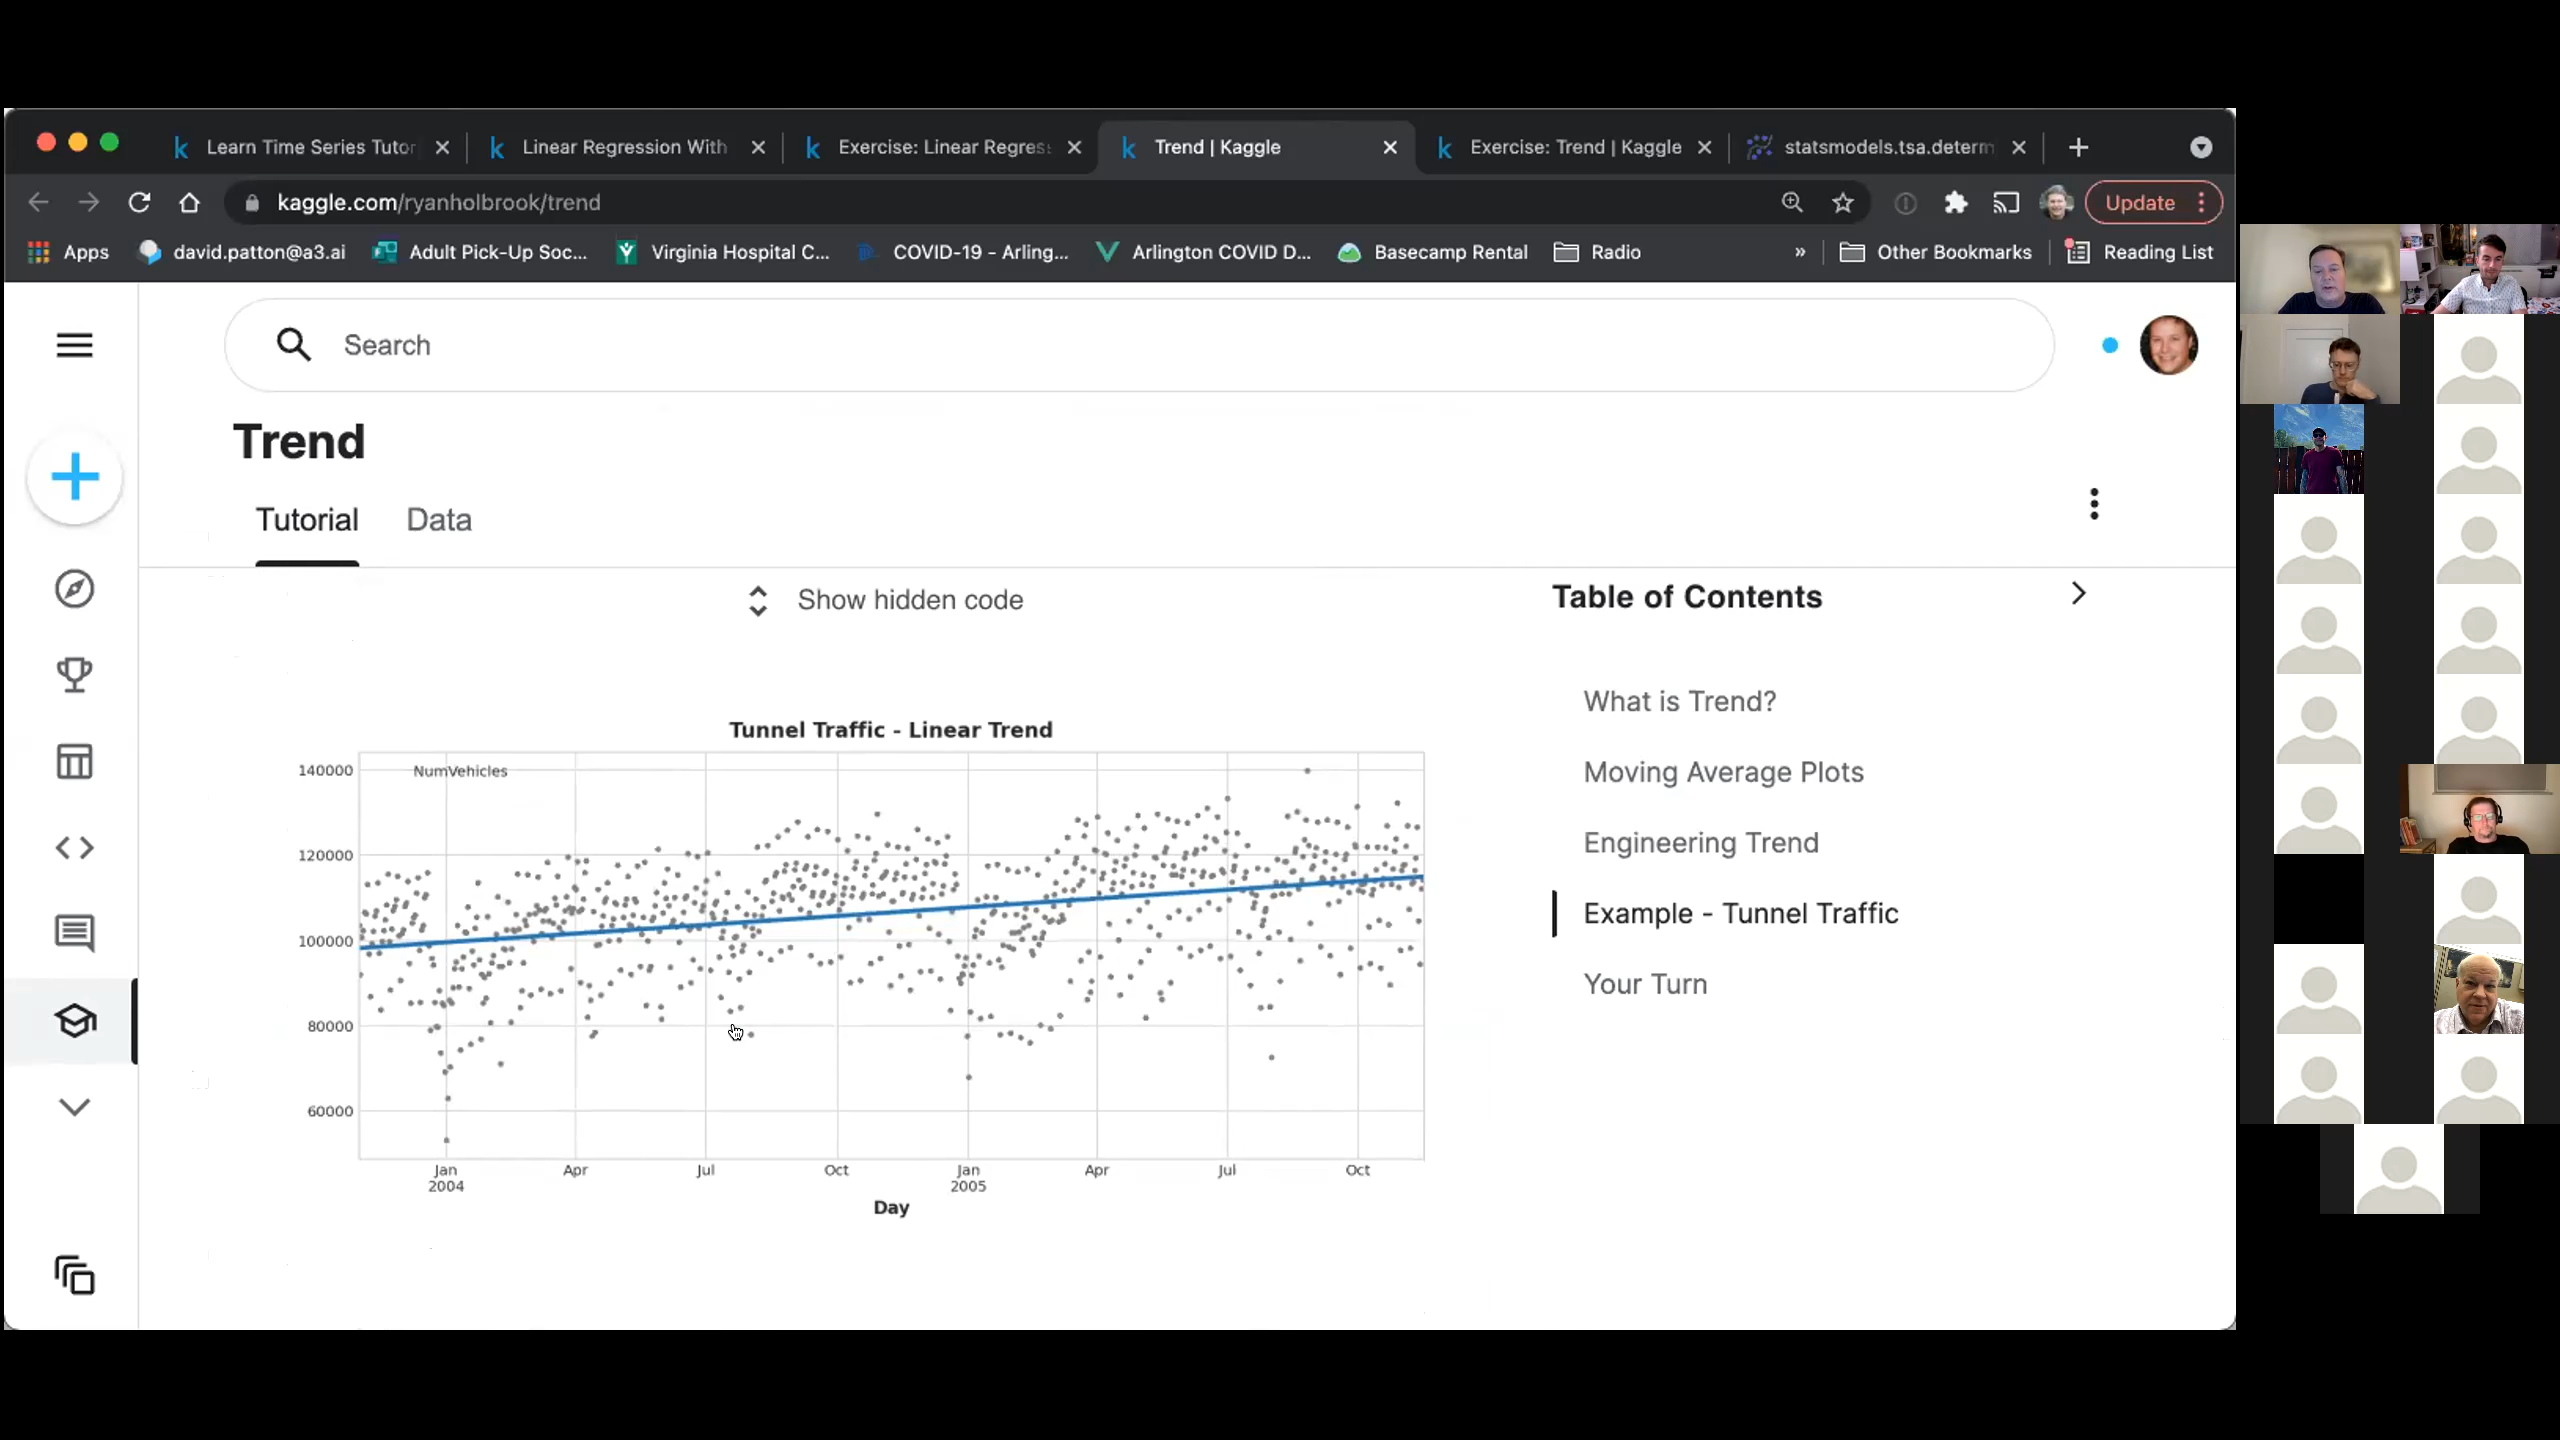 Learn Time Series Tutor
Linear Regression With
Exercise: Linear Regres
Trend | Kaggle
Exercise: Trend | Kaggle
statsmodels.tsa.determ
kaggle.com/ryanholbrook/trend
Update
Apps
david.patton@a3.ai
Adult Pick-Up Soc...
Virginia Hospital C...
COVID-19 - Arling...
Arlington COVID D...
Basecamp Rental
Radio
»
Other Bookmarks
Reading List
Search
Trend
Tutorial
Data
Show hidden code
Table of Contents
What is Trend?
Moving Average Plots
Engineering Trend
Example - Tunnel Traffic
Your Turn
Tunnel Traffic - Linear Trend
NumVehicles
140000
120000
100000
80000
60000
Jan Apr Jul Oct Jan Apr Jul Oct
2004 2005
Day